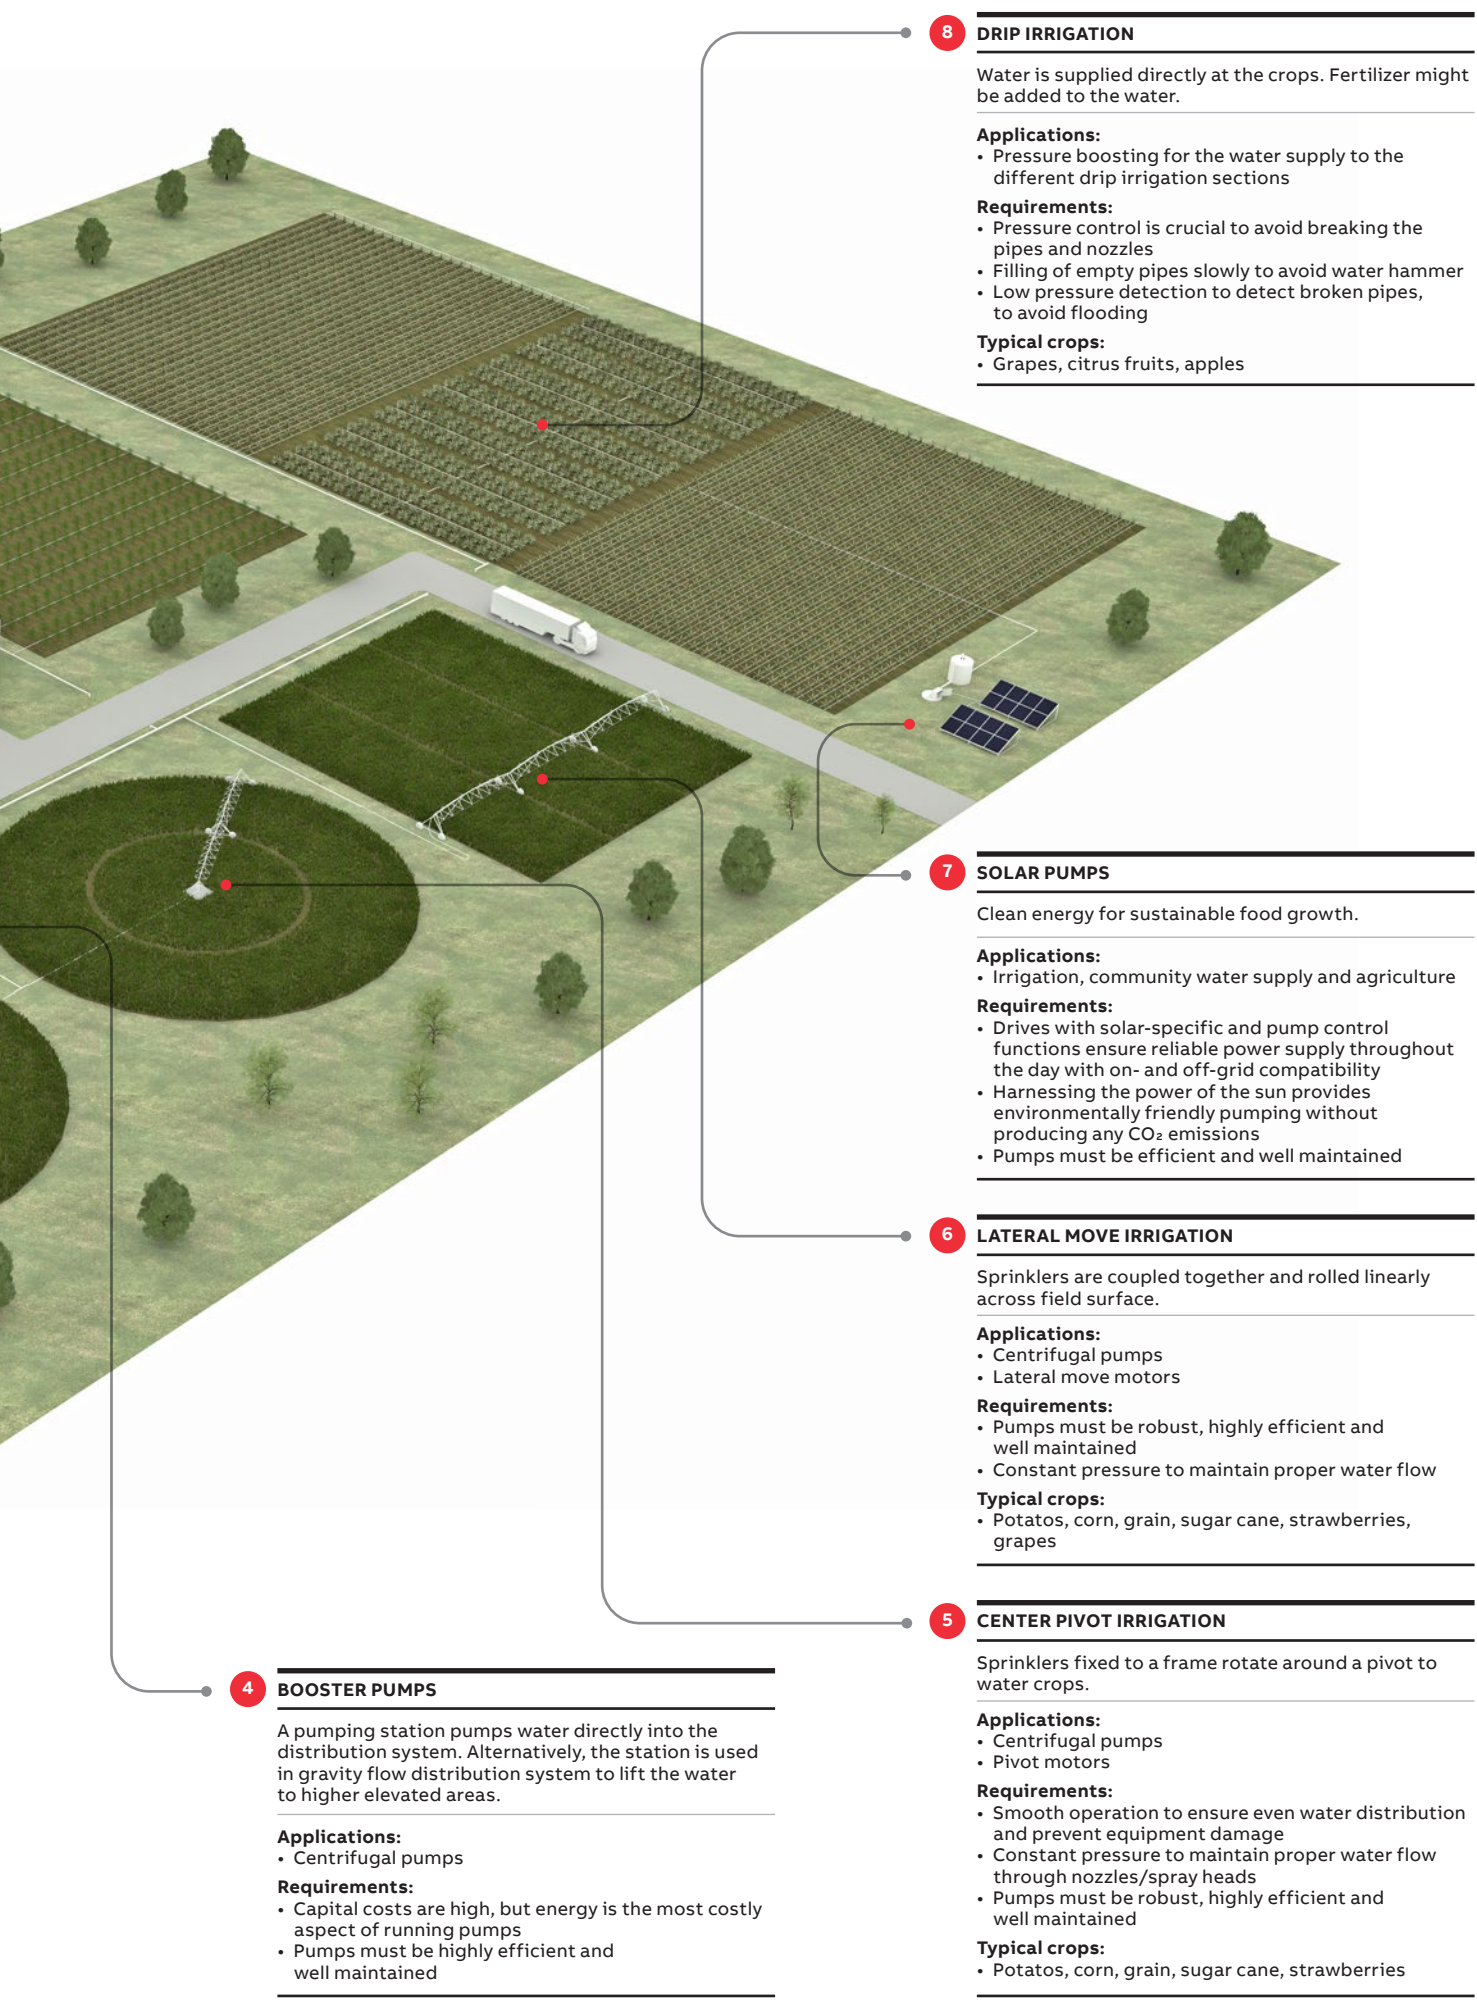 8
DRIP IRRIGATION
Water is supplied directly at the crops. Fertilizer might
be added to the water.
Applications:
• Pressure boosting for the water supply to the
different drip irrigation sections
Requirements:
• Pressure control is crucial to avoid breaking the
pipes and nozzles
• Filling of empty pipes slowly to avoid water hammer
• Low pressure detection to detect broken pipes,
to avoid flooding
Typical crops:
• Grapes, citrus fruits, apples
7
SOLAR PUMPS
Clean energy for sustainable food growth.
Applications:
• Irrigation, community water supply and agriculture
Requirements:
• Drives with solar-specific and pump control
functions ensure reliable power supply throughout
the day with on- and off-grid compatibility
• Harnessing the power of the sun provides
environmentally friendly pumping without
producing any CO₂ emissions
• Pumps must be efficient and well maintained
6
LATERAL MOVE IRRIGATION
Sprinklers are coupled together and rolled linearly
across field surface.
Applications:
• Centrifugal pumps
• Lateral move motors
Requirements:
• Pumps must be robust, highly efficient and
well maintained
• Constant pressure to maintain proper water flow
Typical crops:
• Potatos, corn, grain, sugar cane, strawberries,
grapes
5
CENTER PIVOT IRRIGATION
Sprinklers fixed to a frame rotate around a pivot to
water crops.
Applications:
• Centrifugal pumps
• Pivot motors
Requirements:
• Smooth operation to ensure even water distribution
and prevent equipment damage
• Constant pressure to maintain proper water flow
through nozzles/spray heads
• Pumps must be robust, highly efficient and
well maintained
Typical crops:
• Potatos, corn, grain, sugar cane, strawberries
4
BOOSTER PUMPS
A pumping station pumps water directly into the
distribution system. Alternatively, the station is used
in gravity flow distribution system to lift the water
to higher elevated areas.
Applications:
• Centrifugal pumps
Requirements:
• Capital costs are high, but energy is the most costly
aspect of running pumps
• Pumps must be highly efficient and
well maintained